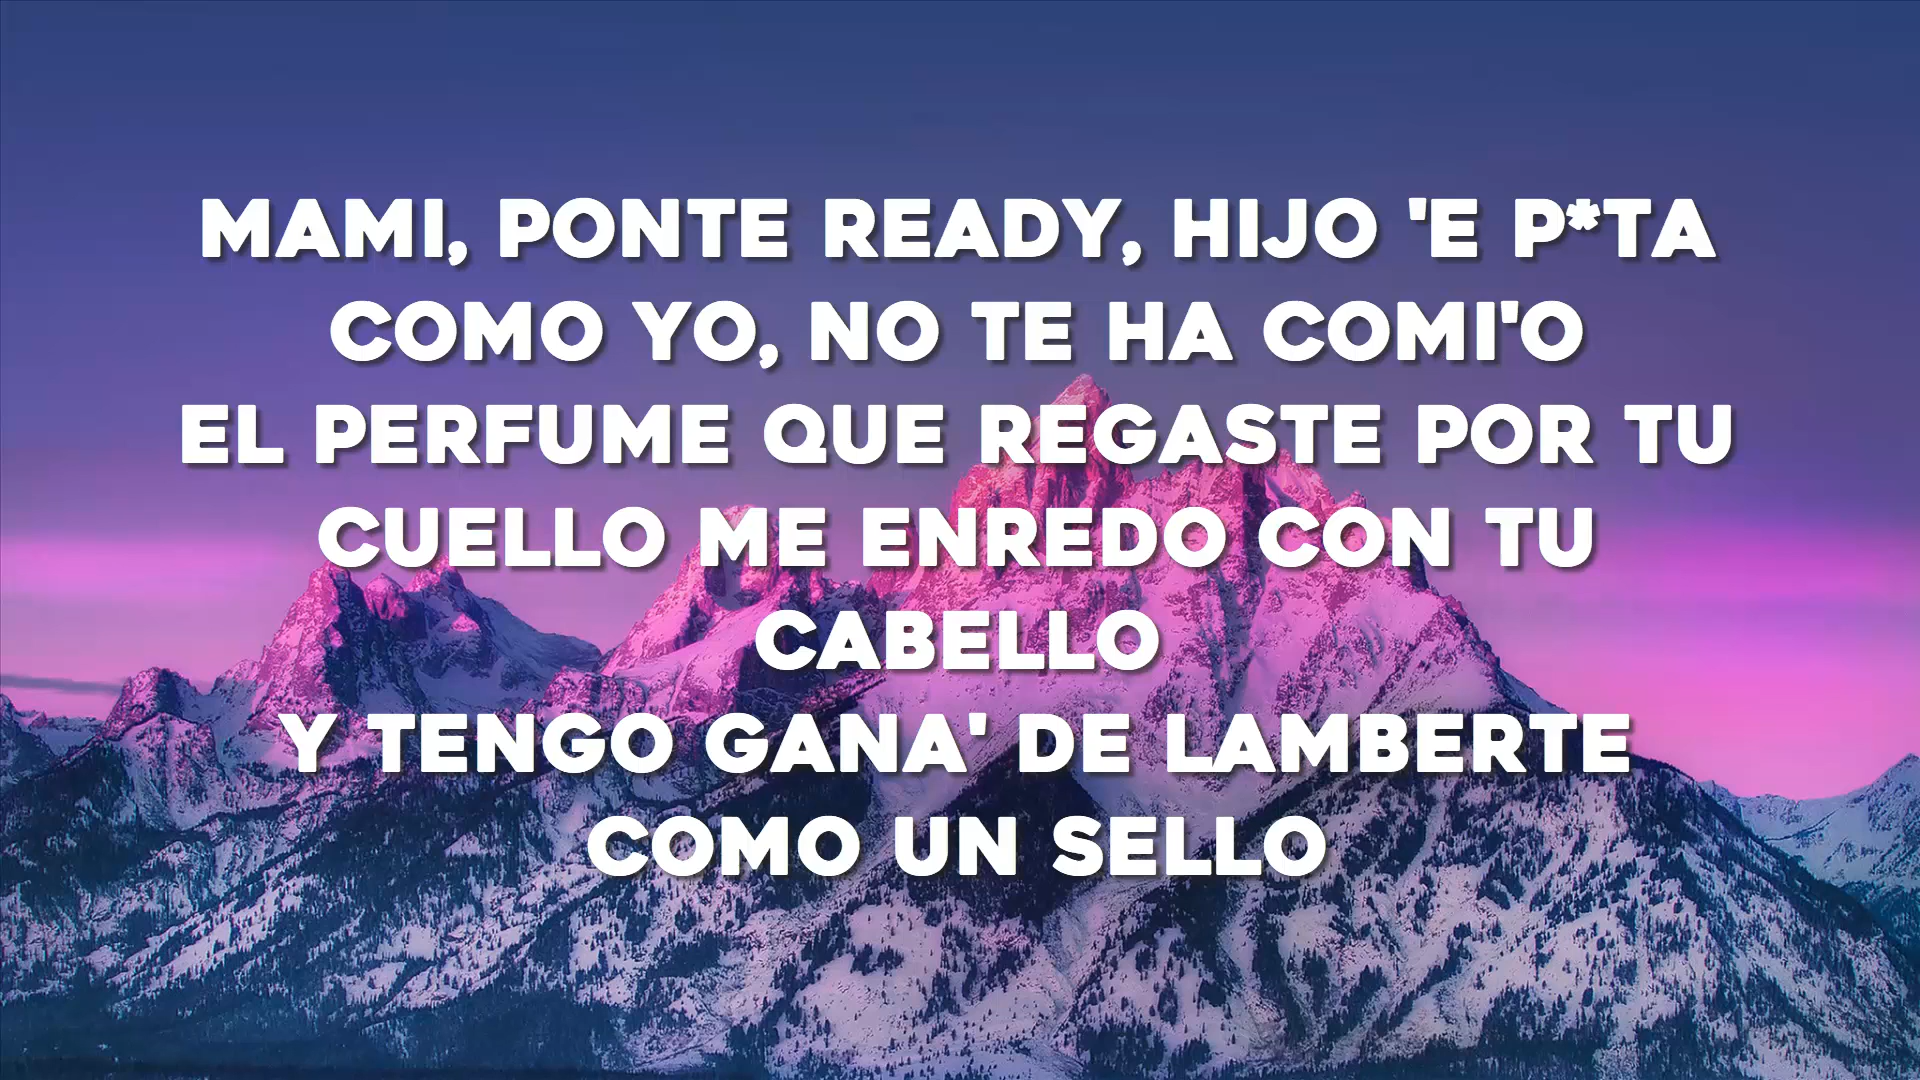 MAMI, PONTE READY, HIJO 'E P*TA
COMO YO, NO TE HA COMI'O
EL PERFUME QUE REGASTE POR TU
CUELLO ME ENREDO CON TU
CABELLO
Y TENGO GANA' DE LAMBERTE
COMO UN SELLO